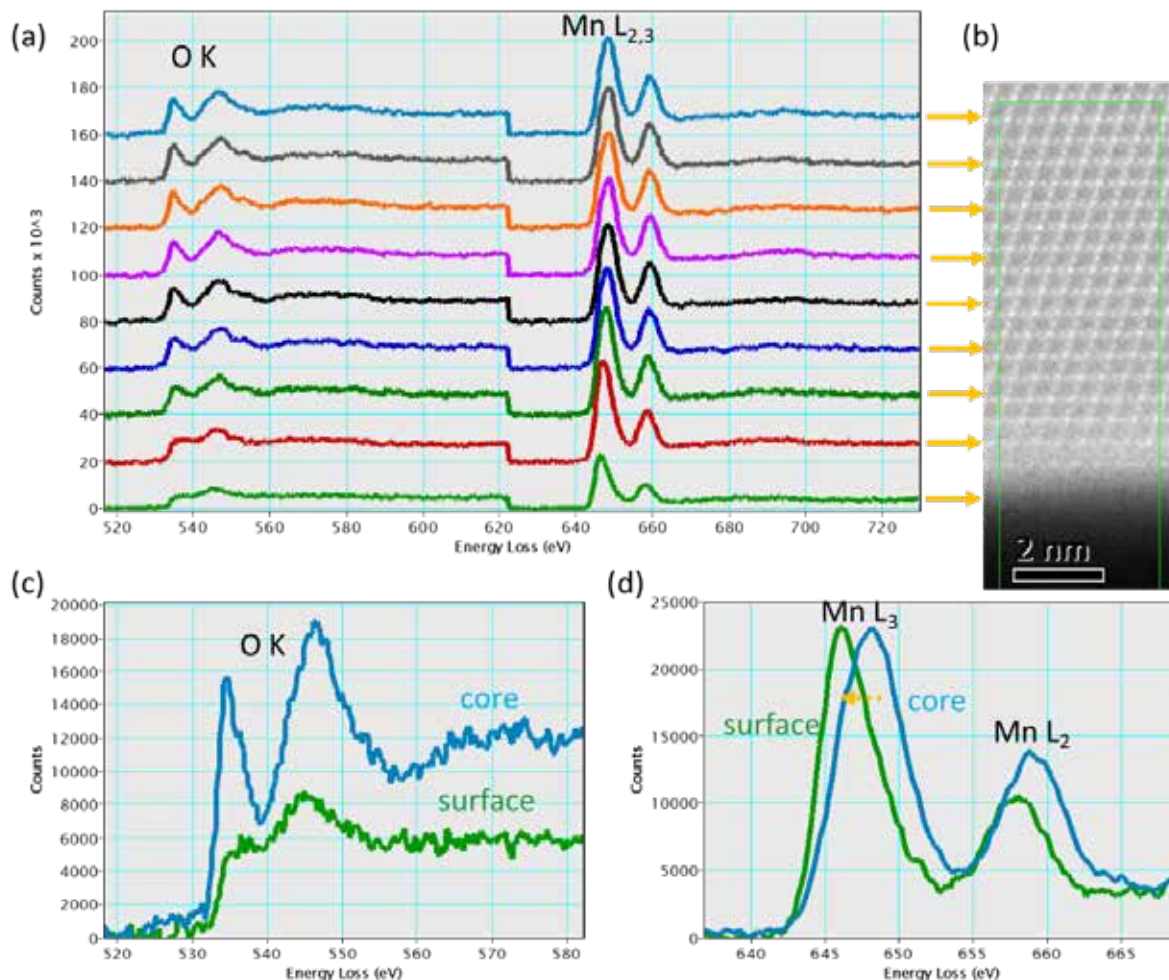 (a)
O K
Mn L2,3
(b)
200
180
160
140
120
100
80
60
40
20
0
Counts x 10^3
520 540 560 580 600 620 640 660 680 700 720
Energy Loss (eV)
2 nm
(c)
20000
18000
16000
14000
12000
10000
8000
6000
4000
2000
0
Counts
O K
core
surface
520 530 540 550 560 570 580
Energy Loss (eV)
(d)
25000
20000
15000
10000
5000
0
Counts
Mn L3
surface
core
Mn L2
640 645 650 655 660 665
Energy Loss (eV)